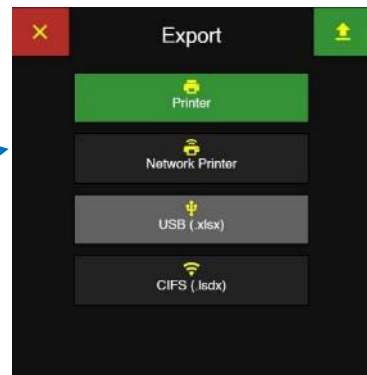 Export
Printer
Network Printer
USB (.xlsx)
CIFS (.lsdx)